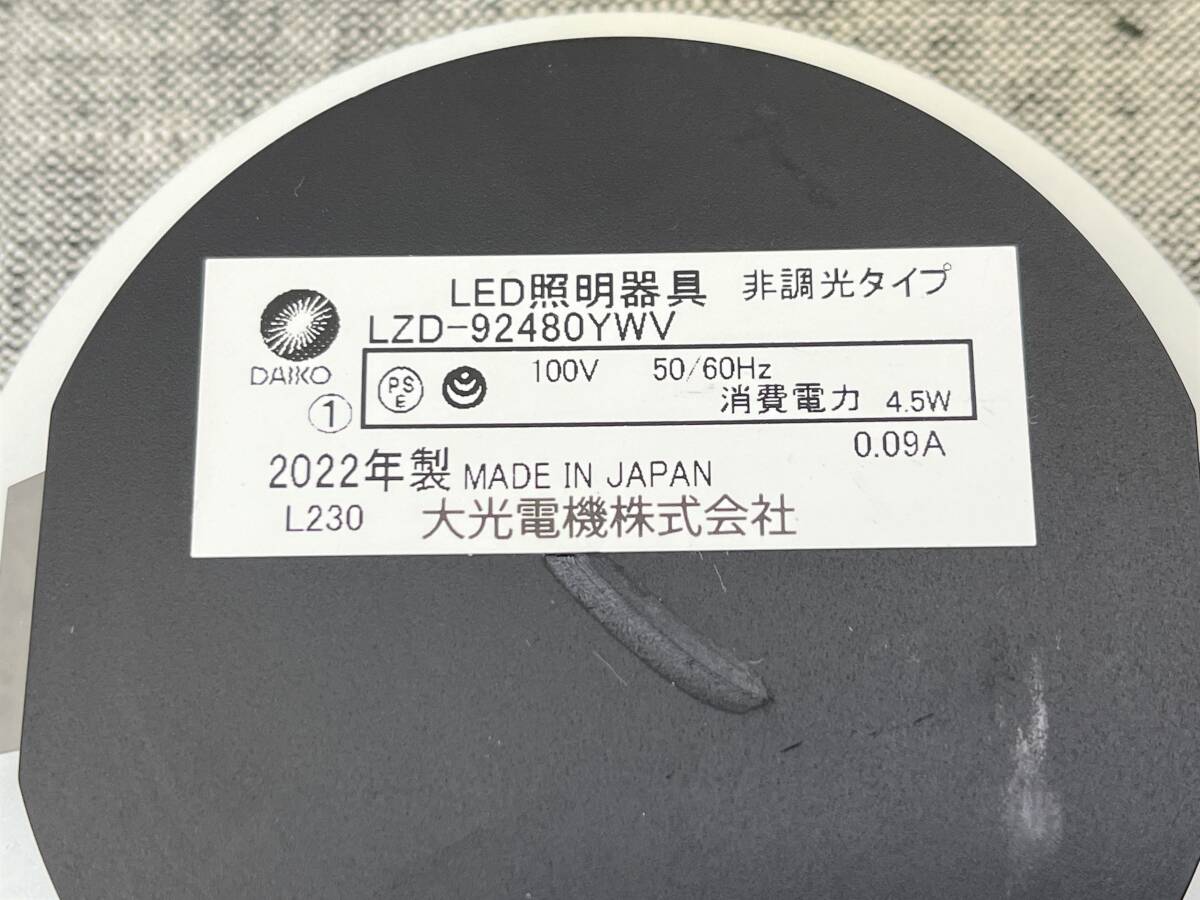 LED照明器具 非調光タイプ
LZD-92480YWV
DAIKO
PS
E
100V 50/60Hz
消費電力 4.5W
①
0.09A
2022年製 MADE IN JAPAN
L230 大光電機株式会社